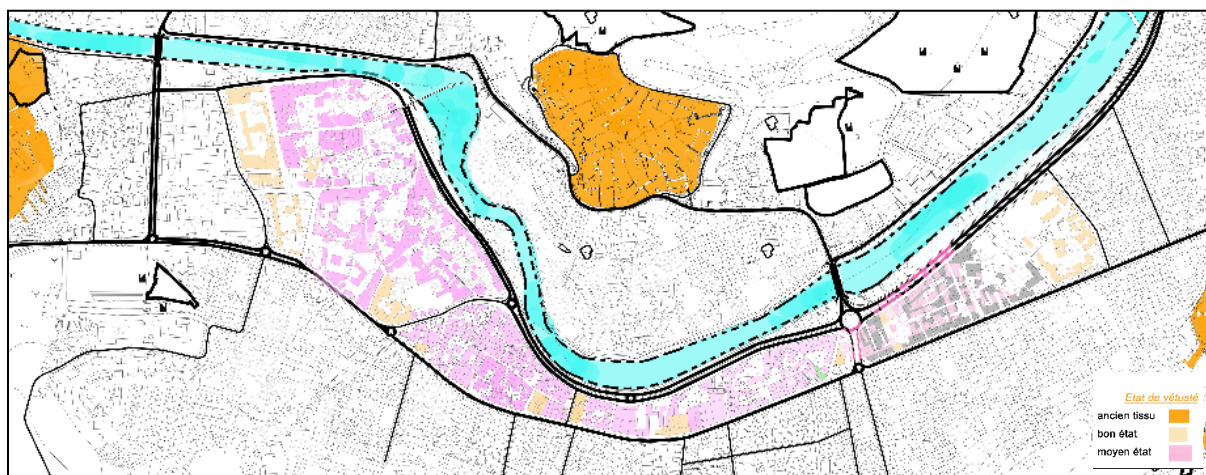 Etat de vétusté :
ancien tissu
bon état
moyen état